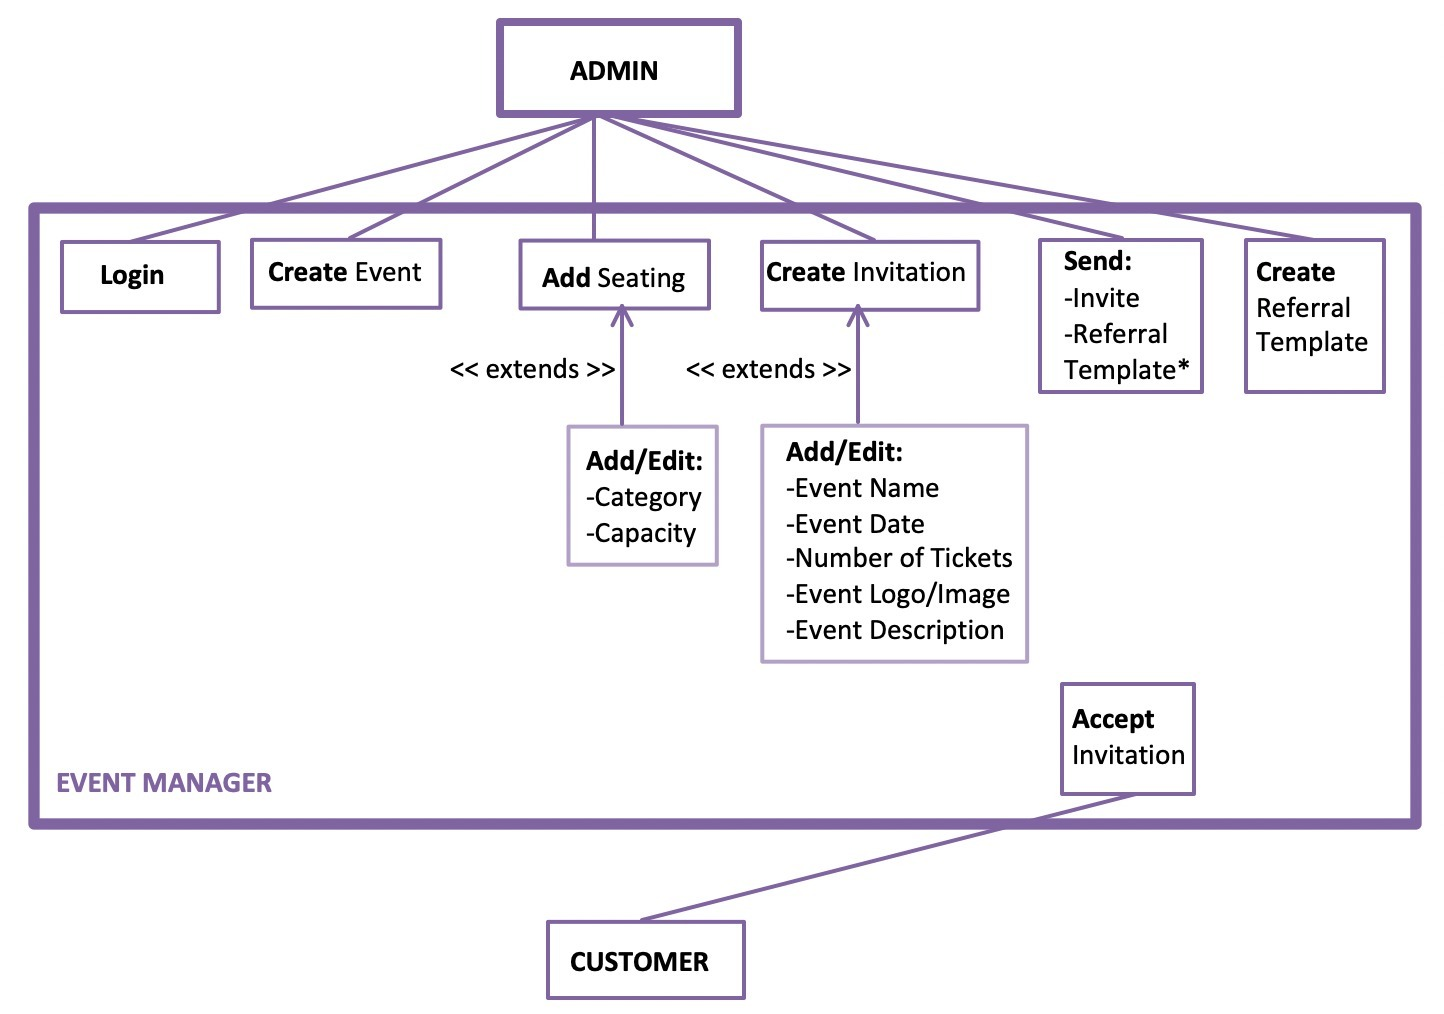 ADMIN
Login
Create Event
Add Seating
Create Invitation
Send:
-Invite
-Referral
Template*
Create
Referral
Template
<< extends >>
<< extends >>
Add/Edit:
-Category
-Capacity
Add/Edit:
-Event Name
-Event Date
-Number of Tickets
-Event Logo/Image
-Event Description
Accept
Invitation
EVENT MANAGER
CUSTOMER